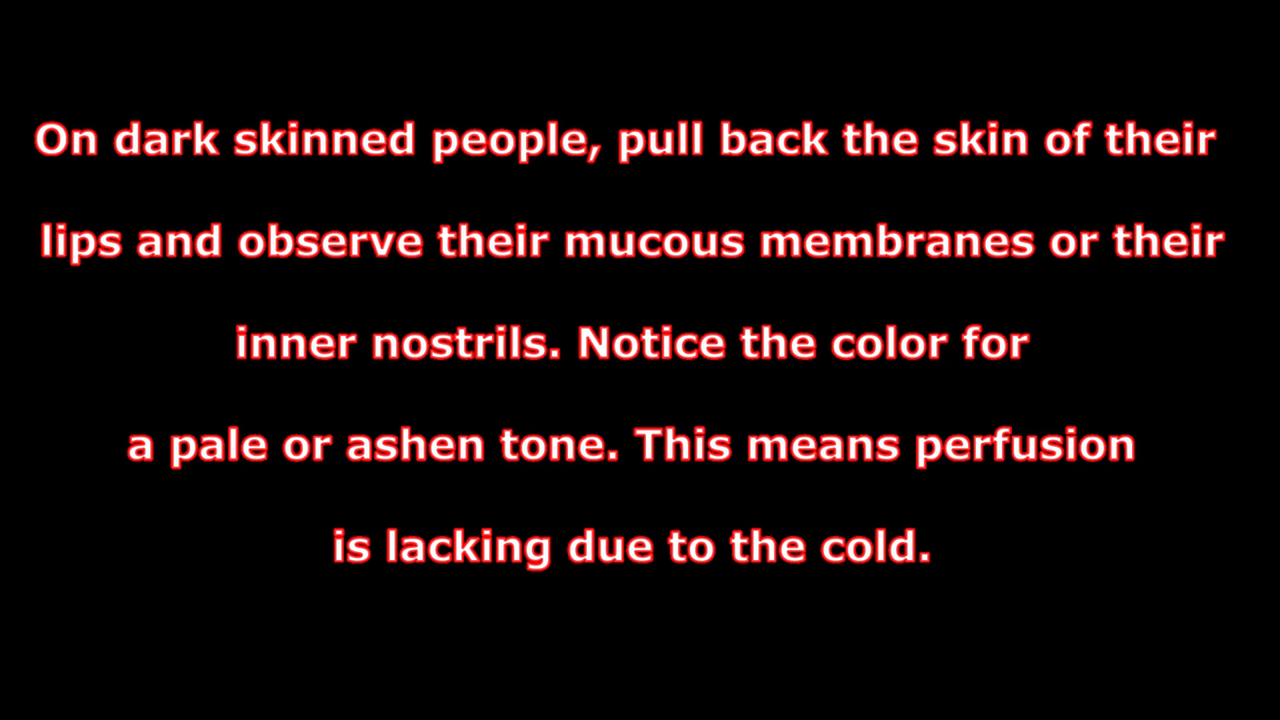 On dark skinned people, pull back the skin of their
lips and observe their mucous membranes or their
inner nostrils. Notice the color for
a pale or ashen tone. This means perfusion
is lacking due to the cold.